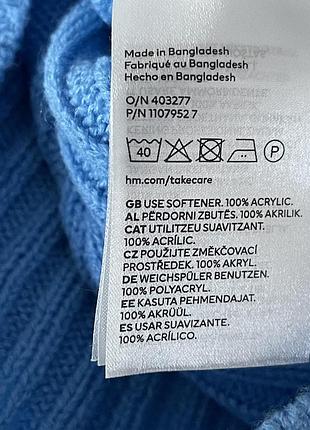 Made in Bangladesh
Fabriqué au Bangladesh
Hecho en Bangladesh
O/N 403277
P/N 11079527
40 P
hm.com/takecare
GB USE SOFTENER. 100% ACRYLIC.
AL PËRDORNI ZBUTËS. 100% AKRILIK.
CAT UTILITZEU SUAVITZANT.
100% ACRÍLIC.
CZ POUŽIJTE ZMĚKČOVACÍ
PROSTŘEDEK. 100% AKRYL.
DE WEICHSPÜLER BENUTZEN.
100% POLYACRYL.
EE KASUTA PEHMENDAJAT.
100% AKRÜÜL.
ES USAR SUAVIZANTE.
100% ACRÍLICO.